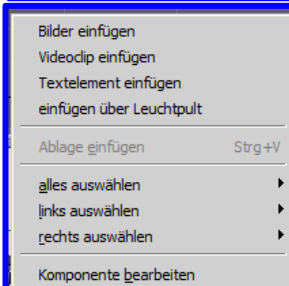 Bilder einfügen
Videoclip einfügen
Textelement einfügen
einfügen über Leuchtpult
Ablage einfügen Strg+V
alles auswählen
links auswählen
rechts auswählen
Komponente bearbeiten